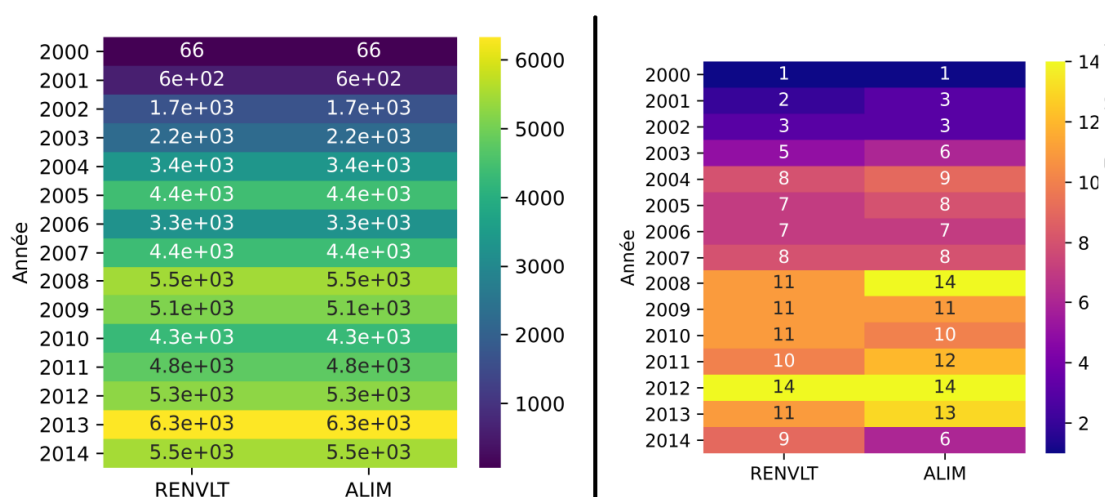 2000 66 66
2001 6e+02 6e+02
2002 1.7e+03 1.7e+03
2003 2.2e+03 2.2e+03
2004 3.4e+03 3.4e+03
2005 4.4e+03 4.4e+03
2006 3.3e+03 3.3e+03
2007 4.4e+03 4.4e+03
2008 5.5e+03 5.5e+03
2009 5.1e+03 5.1e+03
2010 4.3e+03 4.3e+03
2011 4.8e+03 4.8e+03
2012 5.3e+03 5.3e+03
2013 6.3e+03 6.3e+03
2014 5.5e+03 5.5e+03
RENVLT ALIM
Année
6000
5000
4000
3000
2000
1000
2000 1 1
2001 2 3
2002 3 3
2003 5 6
2004 8 9
2005 7 8
2006 7 7
2007 8 8
2008 11 14
2009 11 11
2010 11 10
2011 10 12
2012 14 14
2013 11 13
2014 9 6
RENVLT ALIM
Année
14
12
10
8
6
4
2